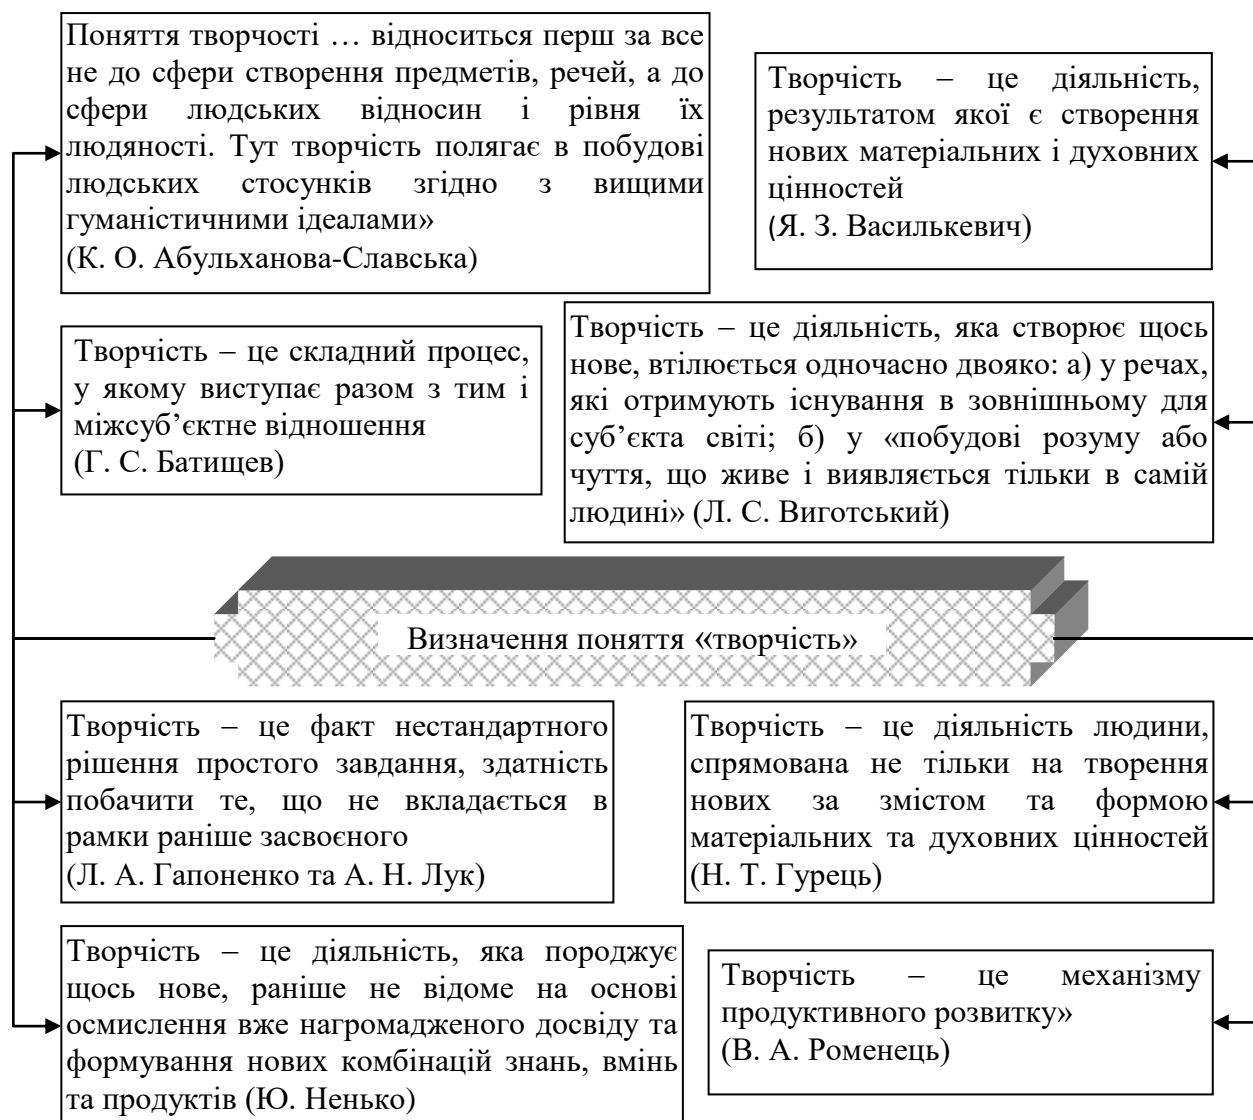 Поняття творчості … відноситься перш за все
не до сфери створення предметів, речей, а до
сфери людських відносин і рівня їх
людяності. Тут творчість полягає в побудові
людських стосунків згідно з вищими
гуманістичними ідеалами»
(К. О. Абульханова-Славська)
Творчість – це діяльність,
результатом якої є створення
нових матеріальних і духовних
цінностей
(Я. З. Василькевич)
Творчість – це складний процес,
у якому виступає разом з тим і
міжсуб’єктне відношення
(Г. С. Батищев)
Творчість – це діяльність, яка створює щось
нове, втілюється одночасно двояко: а) у речах,
які отримують існування в зовнішньому для
суб’єкта світі; б) у «побудові розуму або
чуття, що живе і виявляється тільки в самій
людині» (Л. С. Виготський)
Визначення поняття «творчість»
Творчість – це факт нестандартного
рішення простого завдання, здатність
побачити те, що не вкладається в
рамки раніше засвоєного
(Л. А. Гапоненко та А. Н. Лук)
Творчість – це діяльність людини,
спрямована не тільки на творення
нових за змістом та формою
матеріальних та духовних цінностей
(Н. Т. Гурець)
Творчість – це діяльність, яка породжує
щось нове, раніше не відоме на основі
осмислення вже нагромадженого досвіду та
формування нових комбінацій знань, вмінь
та продуктів (Ю. Ненько)
Творчість – це механізму
продуктивного розвитку»
(В. А. Роменець)